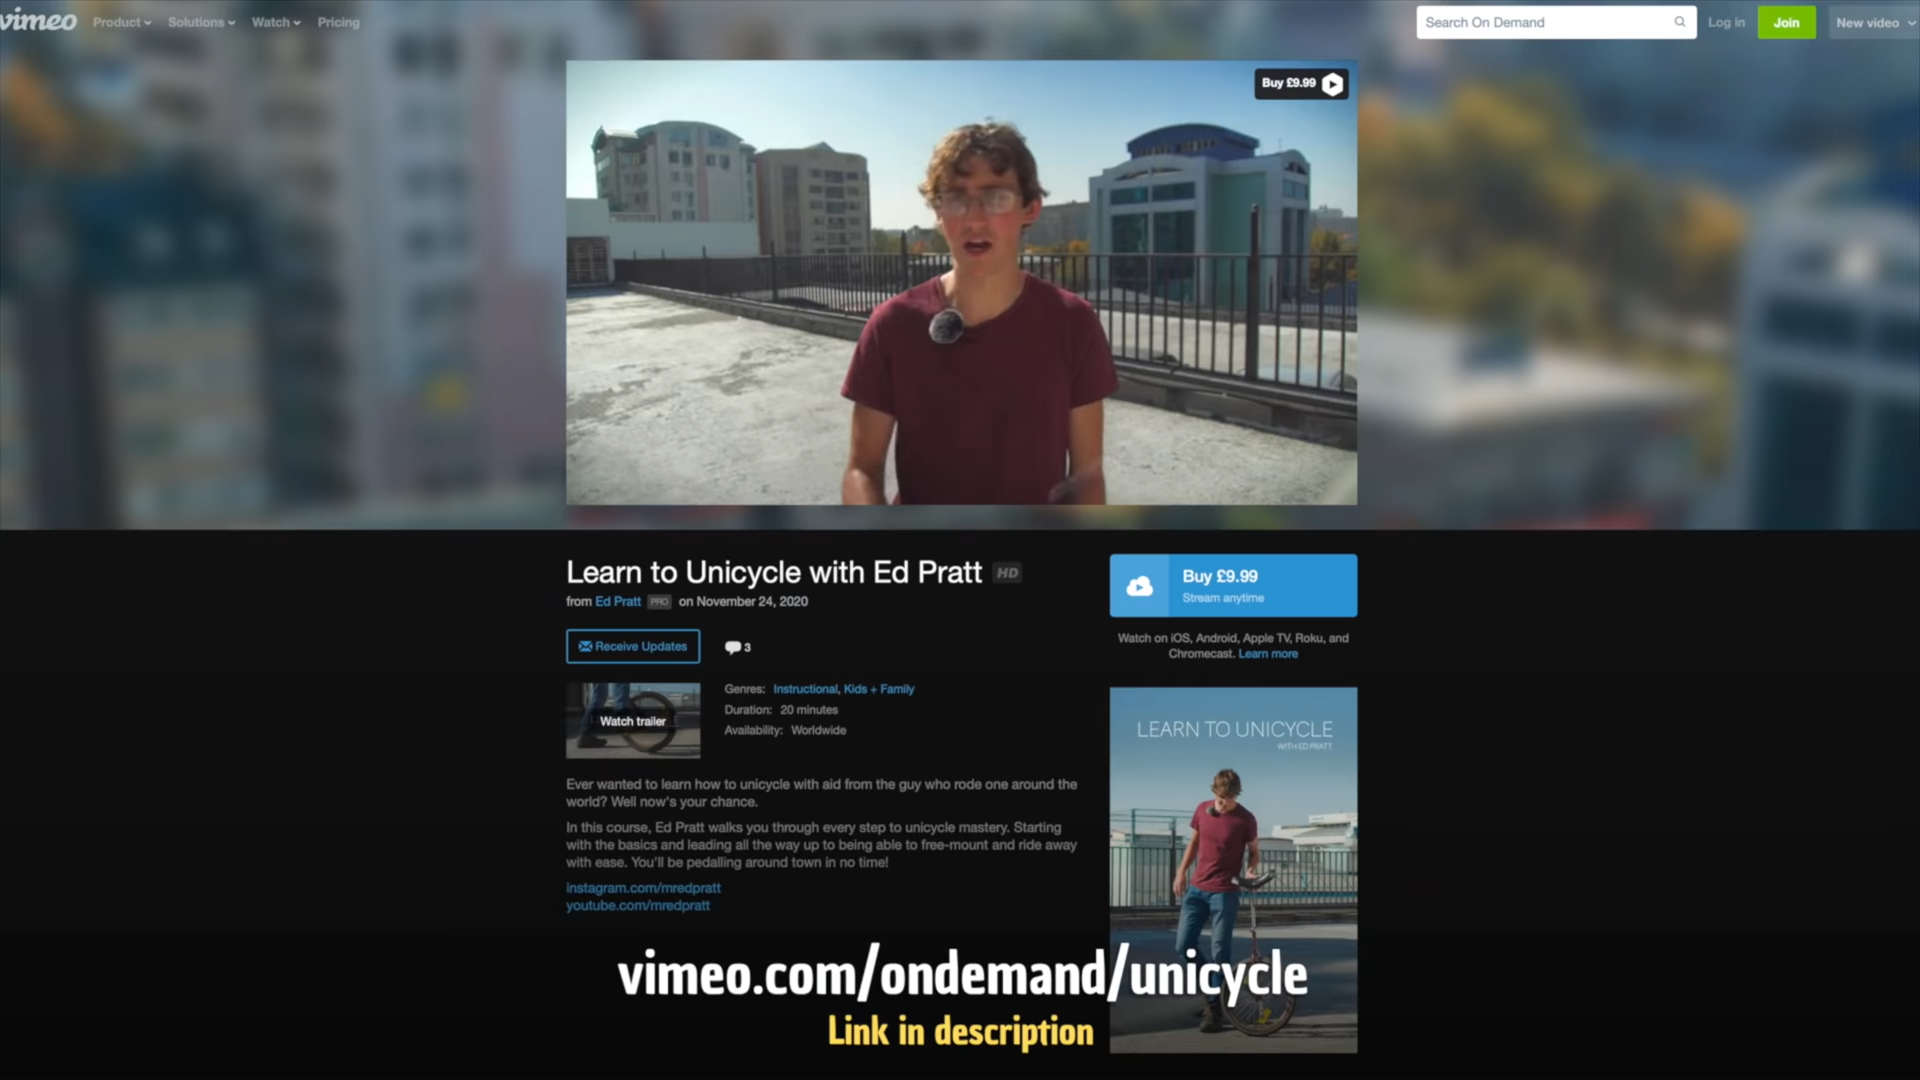 vimeo Product Solutions Watch Pricing
Search On Demand Log in Join New video
Buy £9.99
Learn to Unicycle with Ed Pratt HD
from Ed Pratt PRO on November 24, 2020
Receive Updates 3
Watch trailer
Genres: Instructional, Kids + Family
Duration: 20 minutes
Availability: Worldwide
Ever wanted to learn how to unicycle with aid from the guy who rode one around the
world? Well now's your chance.
In this course, Ed Pratt walks you through every step to unicycle mastery. Starting
with the basics and leading all the way up to being able to free-mount and ride away
with ease. You'll be pedalling around town in no time!
instagram.com/mredpratt
youtube.com/mredpratt
Buy £9.99
Stream anytime
Watch on iOS, Android, Apple TV, Roku, and
Chromecast. Learn more
LEARN TO UNICYCLE
WITH ED PRATT
vimeo.com/ondemand/unicycle
Link in description